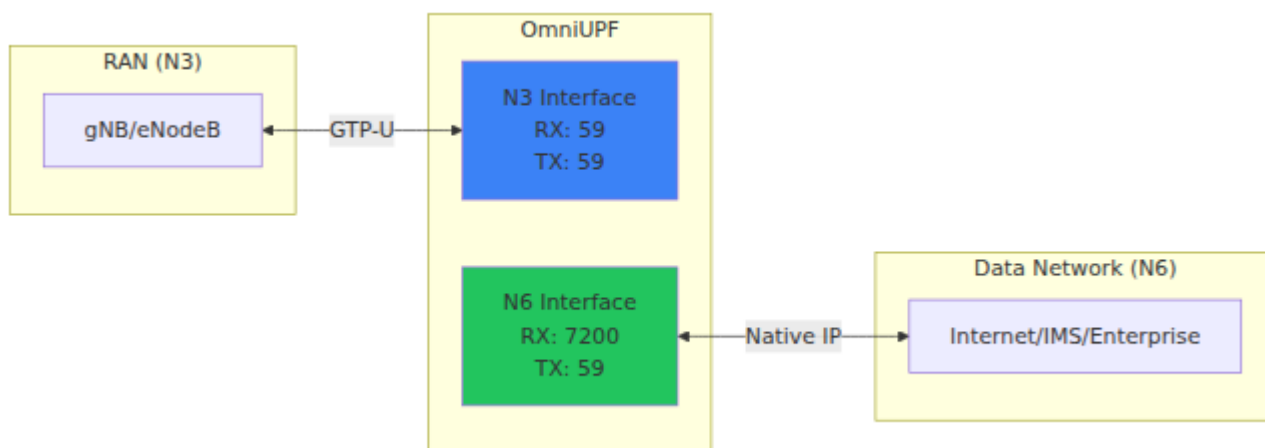 RAN (N3)
gNB/eNodeB
GTP-U
OmniUPF
N3 Interface
RX: 59
TX: 59
N6 Interface
RX: 7200
TX: 59
Native IP
Data Network (N6)
Internet/IMS/Enterprise